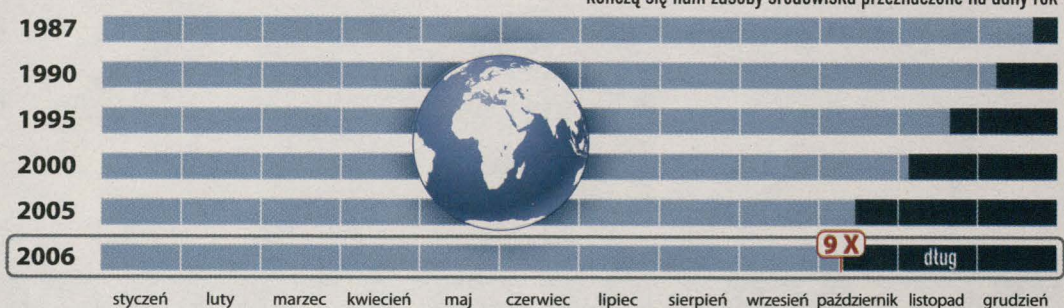 kończą się nam zasoby środowiska przeznaczone na dany rok
1987
1990
1995
2000
2005
2006
9 X
dług
styczeń luty marzec kwiecień maj czerwiec lipiec sierpień wrzesień październik listopad grudzień